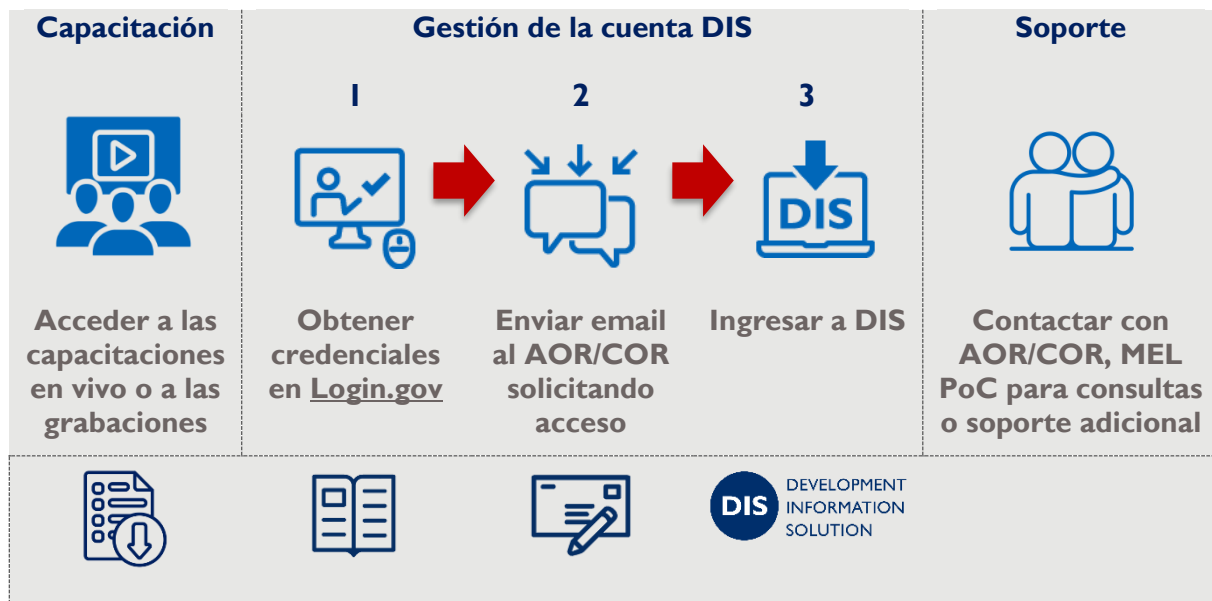 Capacitación
Gestión de la cuenta DIS
Soporte
1
2
3
DIS
Acceder a las
capacitaciones
en vivo o a las
grabaciones
Obtener
credenciales
en Login.gov
Enviar email
al AOR/COR
solicitando
acceso
Ingresar a DIS
Contactar con
AOR/COR, MEL
PoC para consultas
o soporte adicional
DIS
DEVELOPMENT
INFORMATION
SOLUTION